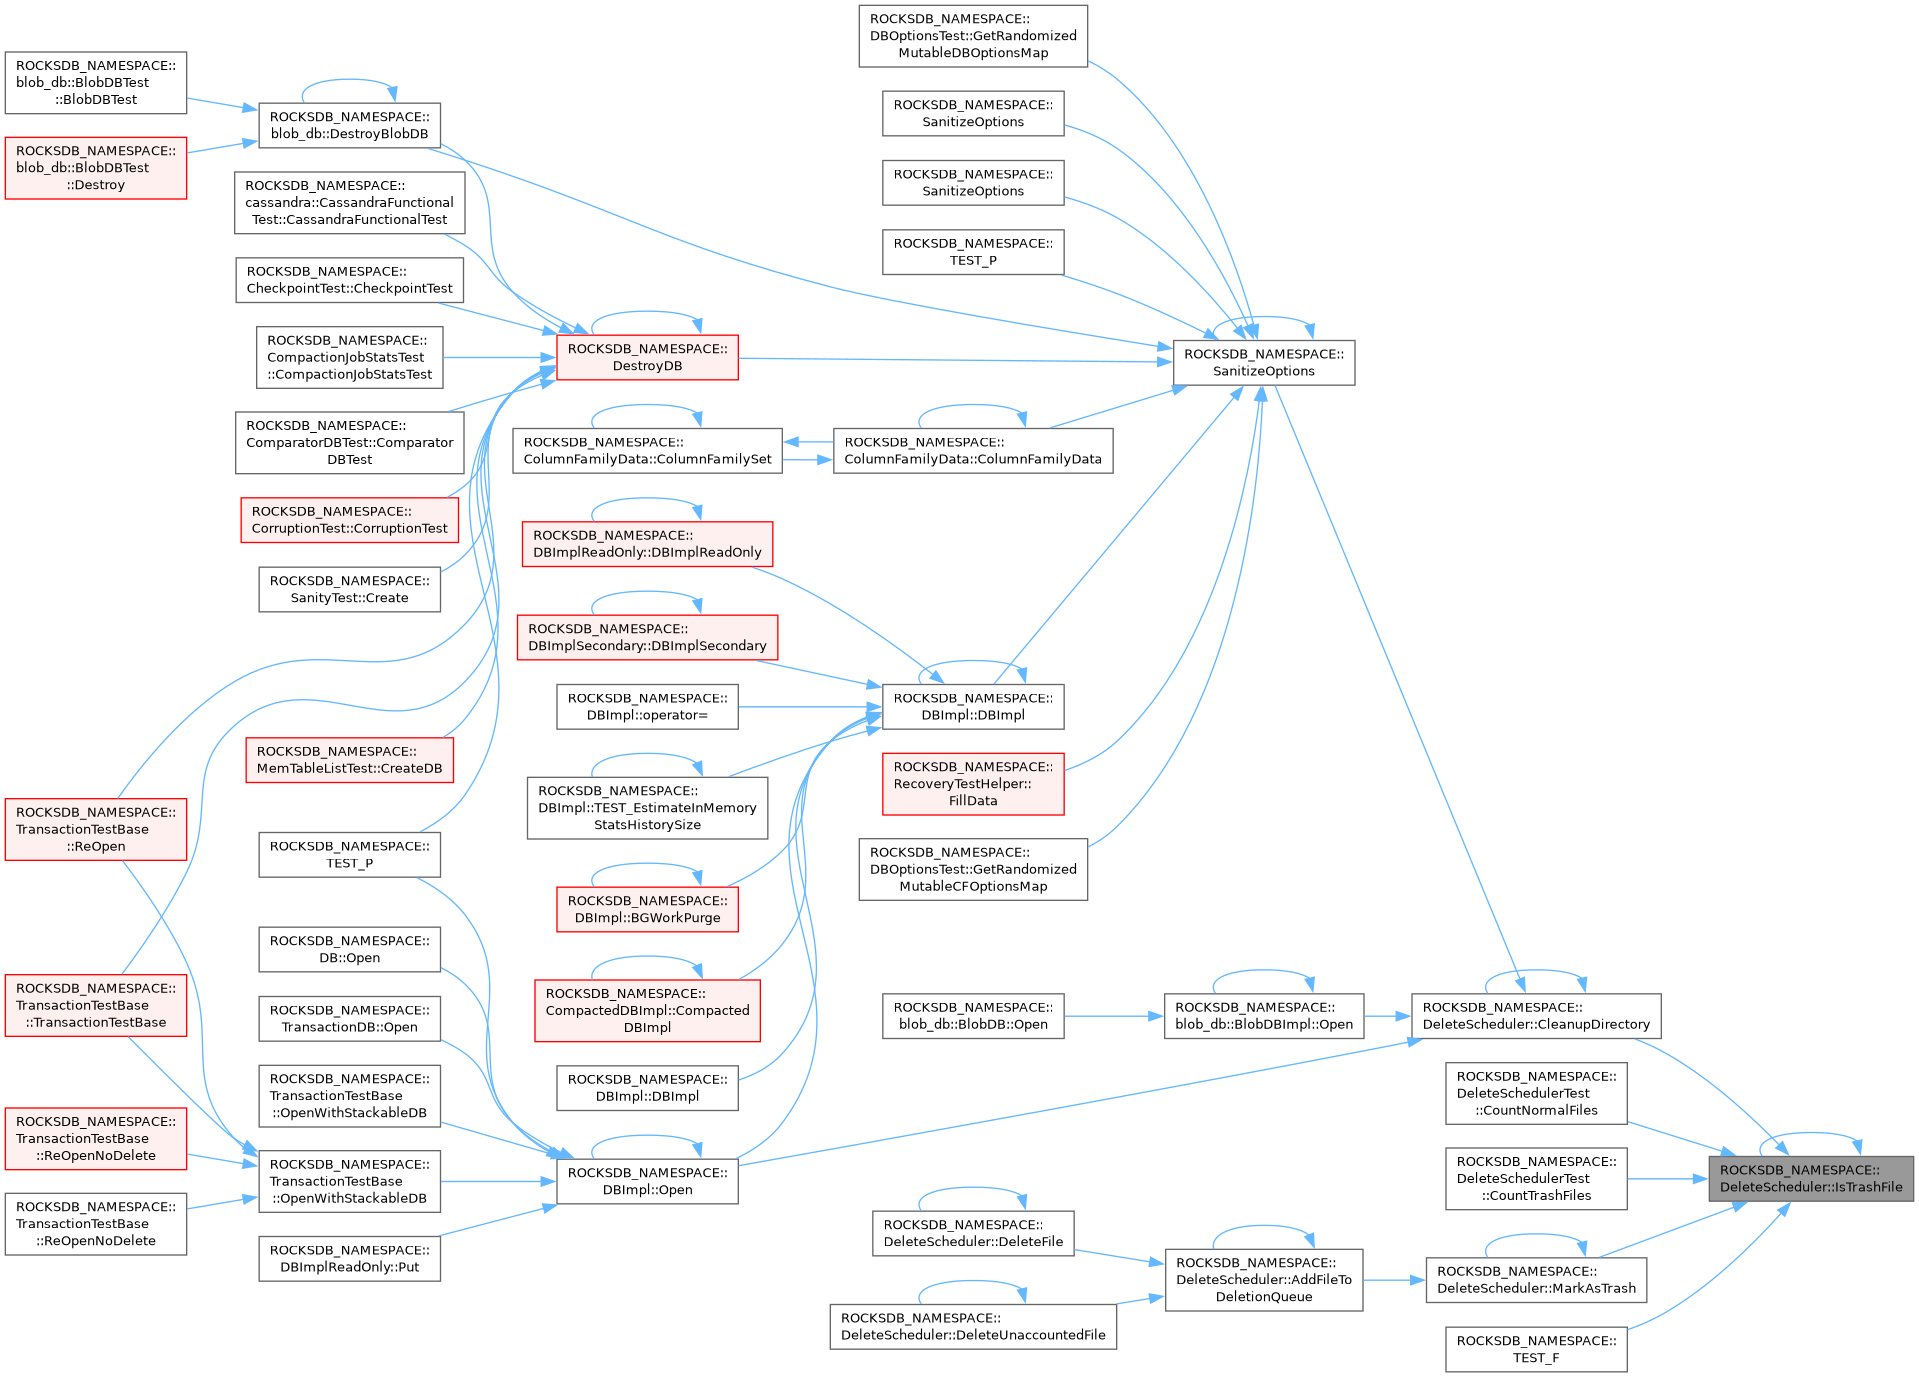 ROCKSDB_NAMESPACE::
blob_db::BlobDBTest
::BlobDBTest
ROCKSDB_NAMESPACE::
blob_db::BlobDBTest
::Destroy
ROCKSDB_NAMESPACE::
TransactionTestBase
::ReOpen
ROCKSDB_NAMESPACE::
TransactionTestBase
::TransactionTestBase
ROCKSDB_NAMESPACE::
TransactionTestBase
::ReOpenNoDelete
ROCKSDB_NAMESPACE::
TransactionTestBase
::ReOpenNoDelete
ROCKSDB_NAMESPACE::
blob_db::DestroyBlobDB
ROCKSDB_NAMESPACE::
cassandra::CassandraFunctional
Test::CassandraFunctionalTest
ROCKSDB_NAMESPACE::
CheckpointTest::CheckpointTest
ROCKSDB_NAMESPACE::
CompactionJobStatsTest
::CompactionJobStatsTest
ROCKSDB_NAMESPACE::
ComparatorDBTest::Comparator
DBTest
ROCKSDB_NAMESPACE::
CorruptionTest::CorruptionTest
ROCKSDB_NAMESPACE::
SanityTest::Create
ROCKSDB_NAMESPACE::
MemTableListTest::CreateDB
ROCKSDB_NAMESPACE::
TEST_P
ROCKSDB_NAMESPACE::
DB::Open
ROCKSDB_NAMESPACE::
TransactionDB::Open
ROCKSDB_NAMESPACE::
TransactionTestBase
::OpenWithStackableDB
ROCKSDB_NAMESPACE::
TransactionTestBase
::OpenWithStackableDB
ROCKSDB_NAMESPACE::
DBImplReadOnly::Put
ROCKSDB_NAMESPACE::
DestroyDB
ROCKSDB_NAMESPACE::
ColumnFamilyData::ColumnFamilySet
ROCKSDB_NAMESPACE::
DBImplReadOnly::DBImplReadOnly
ROCKSDB_NAMESPACE::
DBImplSecondary::DBImplSecondary
ROCKSDB_NAMESPACE::
DBImpl::operator=
ROCKSDB_NAMESPACE::
DBImpl::TEST_EstimateInMemory
StatsHistorySize
ROCKSDB_NAMESPACE::
DBImpl::BGWorkPurge
ROCKSDB_NAMESPACE::
CompactedDBImpl::Compacted
DBImpl
ROCKSDB_NAMESPACE::
DBImpl::DBImpl
ROCKSDB_NAMESPACE::
DBImpl::Open
ROCKSDB_NAMESPACE::
DBOptionsTest::GetRandomized
MutableDBOptionsMap
ROCKSDB_NAMESPACE::
SanitizeOptions
ROCKSDB_NAMESPACE::
SanitizeOptions
ROCKSDB_NAMESPACE::
TEST_P
ROCKSDB_NAMESPACE::
ColumnFamilyData::ColumnFamilyData
ROCKSDB_NAMESPACE::
DBImpl::DBImpl
ROCKSDB_NAMESPACE::
RecoveryTestHelper::
FillData
ROCKSDB_NAMESPACE::
DBOptionsTest::GetRandomized
MutableCFOptionsMap
ROCKSDB_NAMESPACE::
blob_db::BlobDB::Open
ROCKSDB_NAMESPACE::
DeleteScheduler::DeleteFile
ROCKSDB_NAMESPACE::
DeleteScheduler::DeleteUnaccountedFile
ROCKSDB_NAMESPACE::
SanitizeOptions
ROCKSDB_NAMESPACE::
blob_db::BlobDBImpl::Open
ROCKSDB_NAMESPACE::
DeleteScheduler::AddFileTo
DeletionQueue
ROCKSDB_NAMESPACE::
DeleteScheduler::CleanupDirectory
ROCKSDB_NAMESPACE::
DeleteSchedulerTest
::CountNormalFiles
ROCKSDB_NAMESPACE::
DeleteSchedulerTest
::CountTrashFiles
ROCKSDB_NAMESPACE::
DeleteScheduler::MarkAsTrash
ROCKSDB_NAMESPACE::
TEST_F
ROCKSDB_NAMESPACE::
DeleteScheduler::IsTrashFile